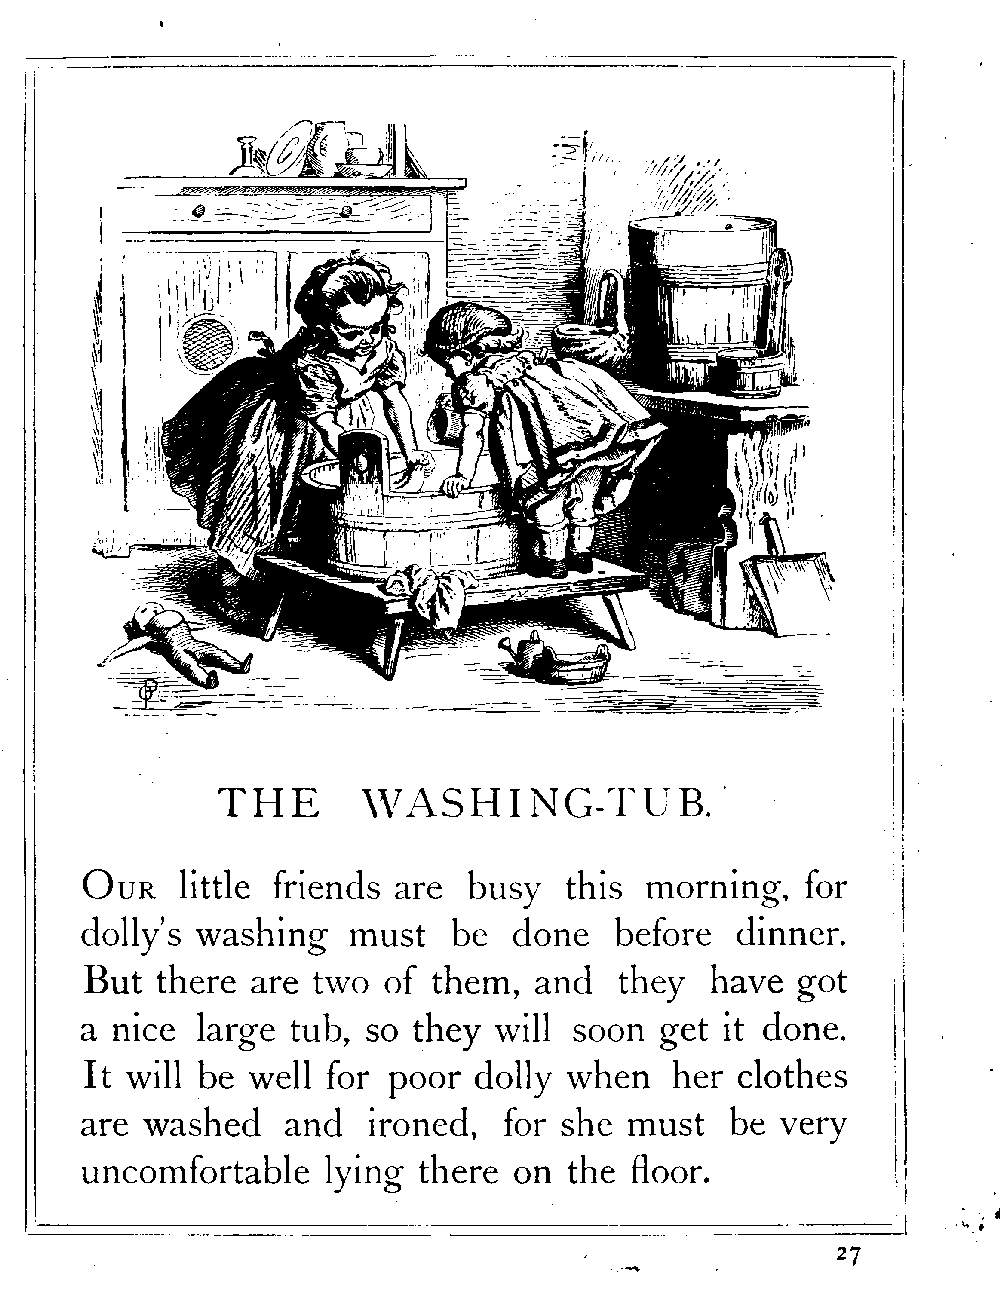 THE WASHING-TUB.
OUR little friends are busy this morning, for
dolly's washing must be done before dinner.
But there are two of them, and they have got
a nice large tub, so they will soon get it done.
It will be well for poor dolly when her clothes
are washed and ironed, for she must be very
uncomfortable lying there on the floor.
27